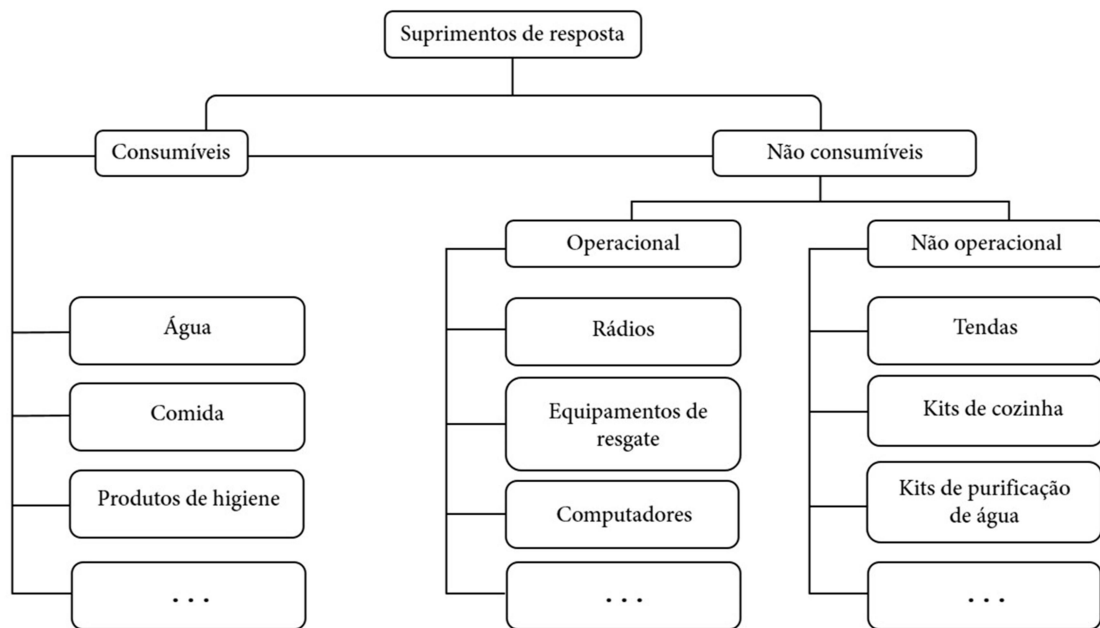 Suprimentos de resposta
Consumíveis
Não consumíveis
Operacional
Não operacional
Água
Rádios
Tendas
Comida
Equipamentos de
resgate
Kits de cozinha
Produtos de higiene
Computadores
Kits de purificação
de água
. . .
. . .
. . .